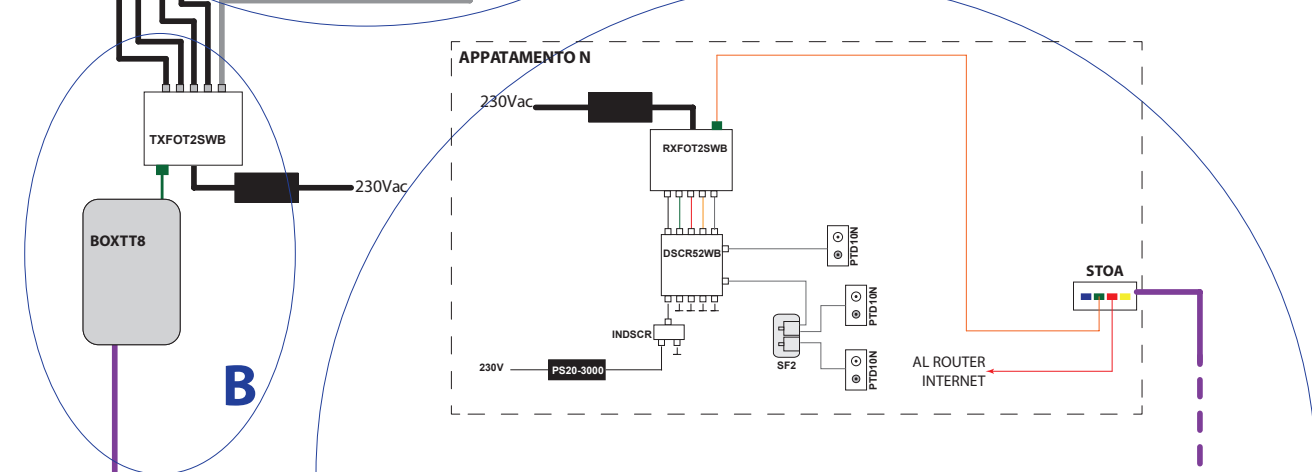 APPATAMENTO N
230Vac
TXFOT2SWB
RXFOT2SWB
230Vac
BOXTT8
DSCR52WB
PTD10N
STOA
PTD10N
INDSCR
SF2
PTD10N
230V
PS20-3000
AL ROUTER
INTERNET
B